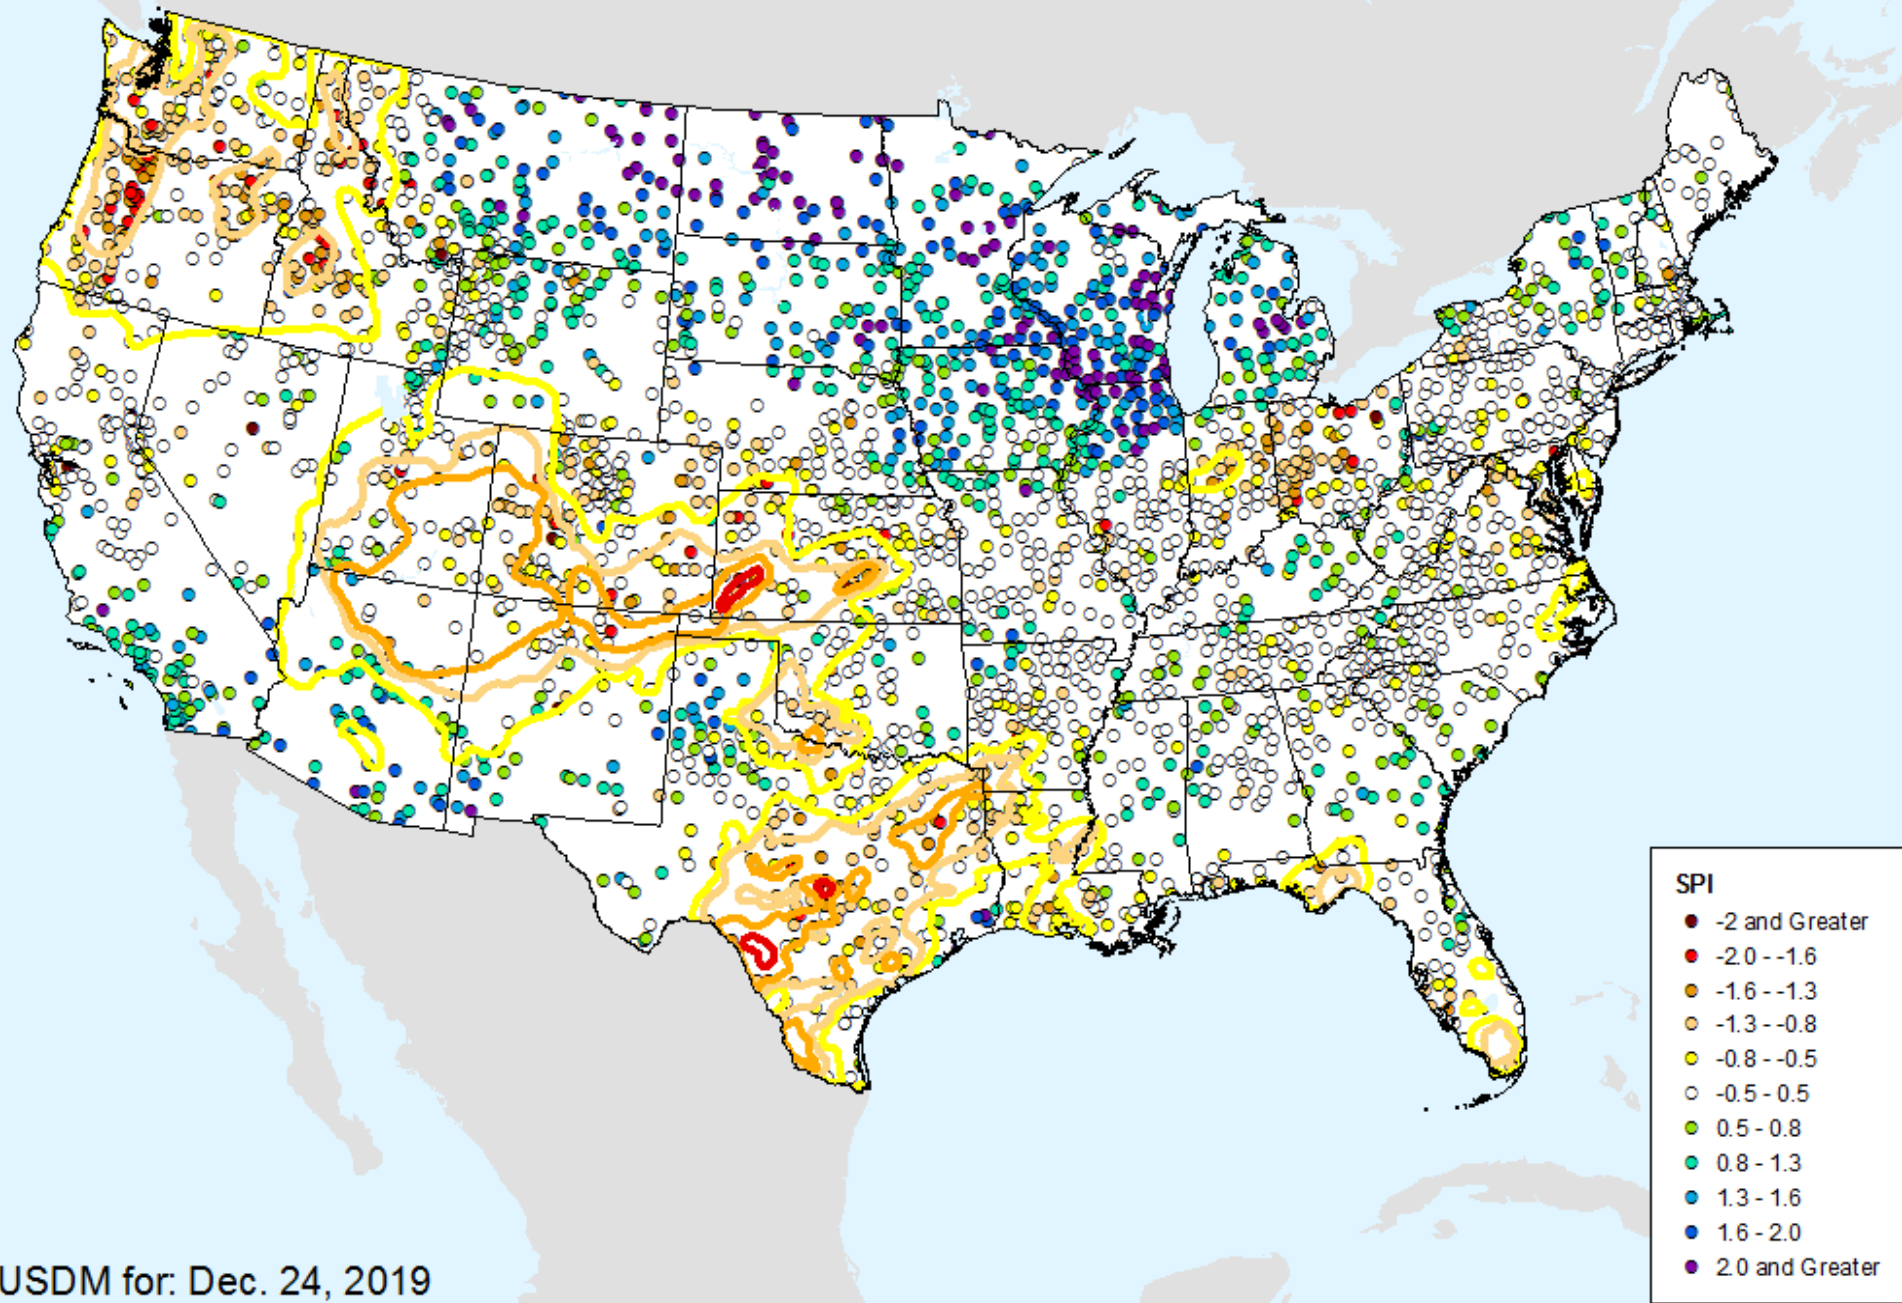 SPI
-2 and Greater
-2.0 - -1.6
-1.6 - -1.3
-1.3 - -0.8
-0.8 - -0.5
-0.5 - 0.5
0.5 - 0.8
0.8 - 1.3
1.3 - 1.6
1.6 - 2.0
2.0 and Greater
USDM for: Dec. 24, 2019